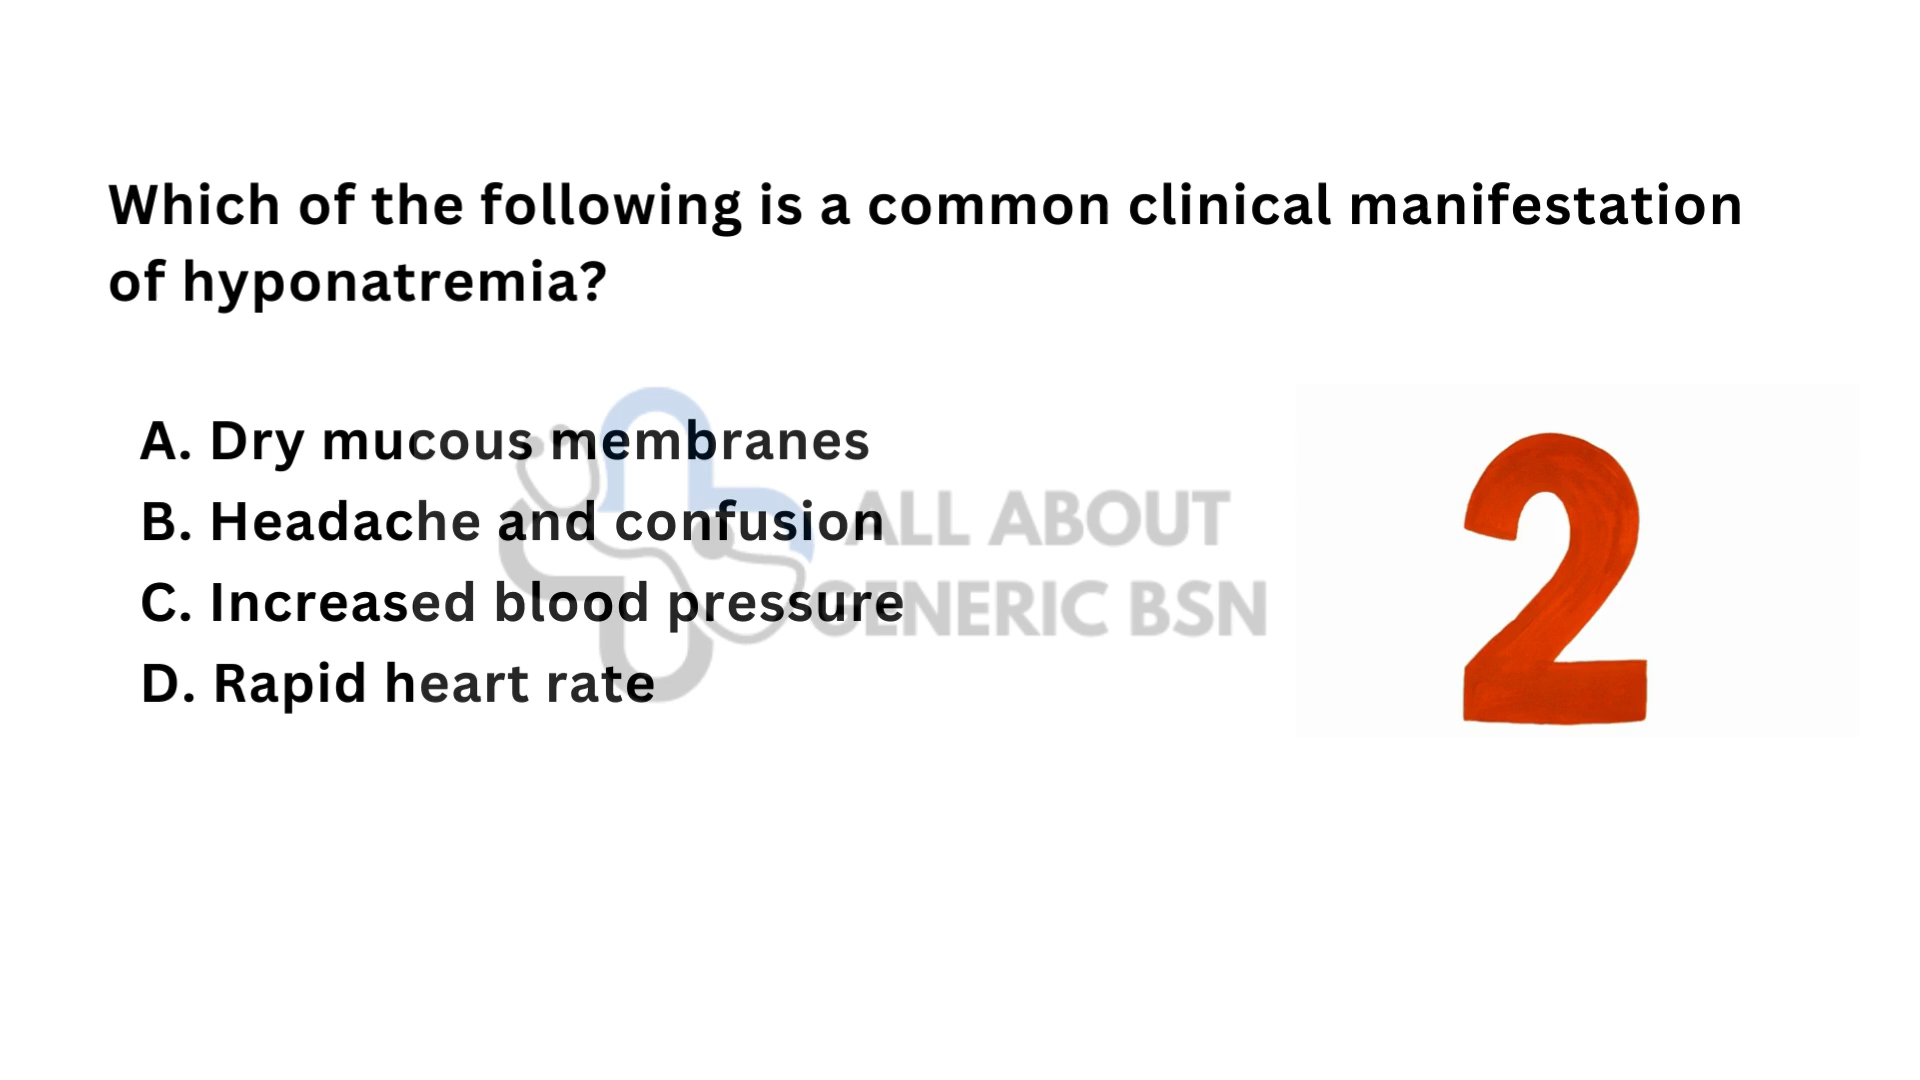 Which of the following is a common clinical manifestation
of hyponatremia?
A. Dry mucous membranes
B. Headache and confusion
C. Increased blood pressure
D. Rapid heart rate
ALL ABOUT
GENERIC BSN
2